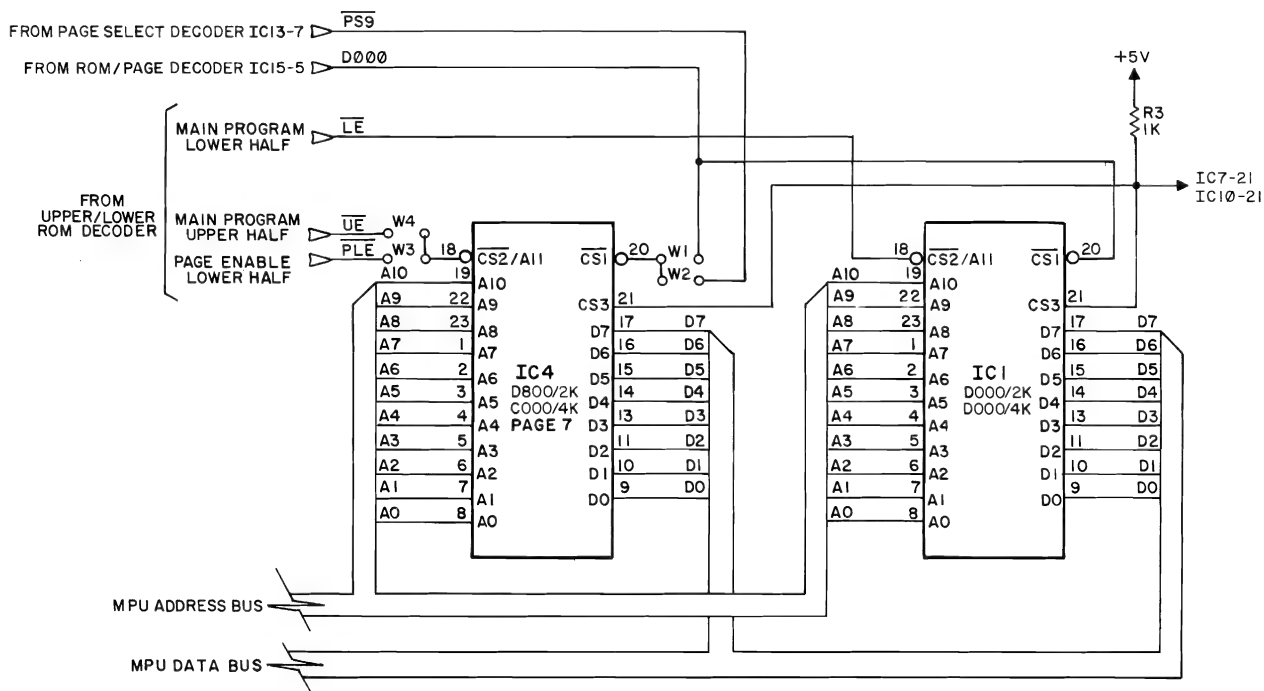 FROM PAGE SELECT DECODER IC13-7 PS9
FROM ROM/PAGE DECODER IC15-5 D000
MAIN PROGRAM
LOWER HALF
LE
FROM
UPPER/LOWER
ROM DECODER
MAIN PROGRAM
UPPER HALF
UE
PAGE ENABLE
LOWER HALF
PLE
W4
W3
W1
W2
+5V
R3
1K
IC7-21
IC10-21
18 CS2/A11
A10 19 A10
A9 22 A9
A8 23 A8
A7 1 A7
A6 2 A6
A5 3 A5
A4 4 A4
A3 5 A3
A2 6 A2
A1 7 A1
A0 8 A0
IC4
D800/2K
C000/4K
PAGE 7
CS1 20
CS3 21
D7 17 D7
D6 16 D6
D5 15 D5
D4 14 D4
D3 13 D3
D2 11 D2
D1 10 D1
D0 9 D0
18 CS2/A11
A10 19 A10
A9 22 A9
A8 23 A8
A7 1 A7
A6 2 A6
A5 3 A5
A4 4 A4
A3 5 A3
A2 6 A2
A1 7 A1
A0 8 A0
IC1
D000/2K
D000/4K
CS1 20
CS3 21
D7 17 D7
D6 16 D6
D5 15 D5
D4 14 D4
D3 13 D3
D2 11 D2
D1 10 D1
D0 9 D0
MPU ADDRESS BUS
MPU DATA BUS